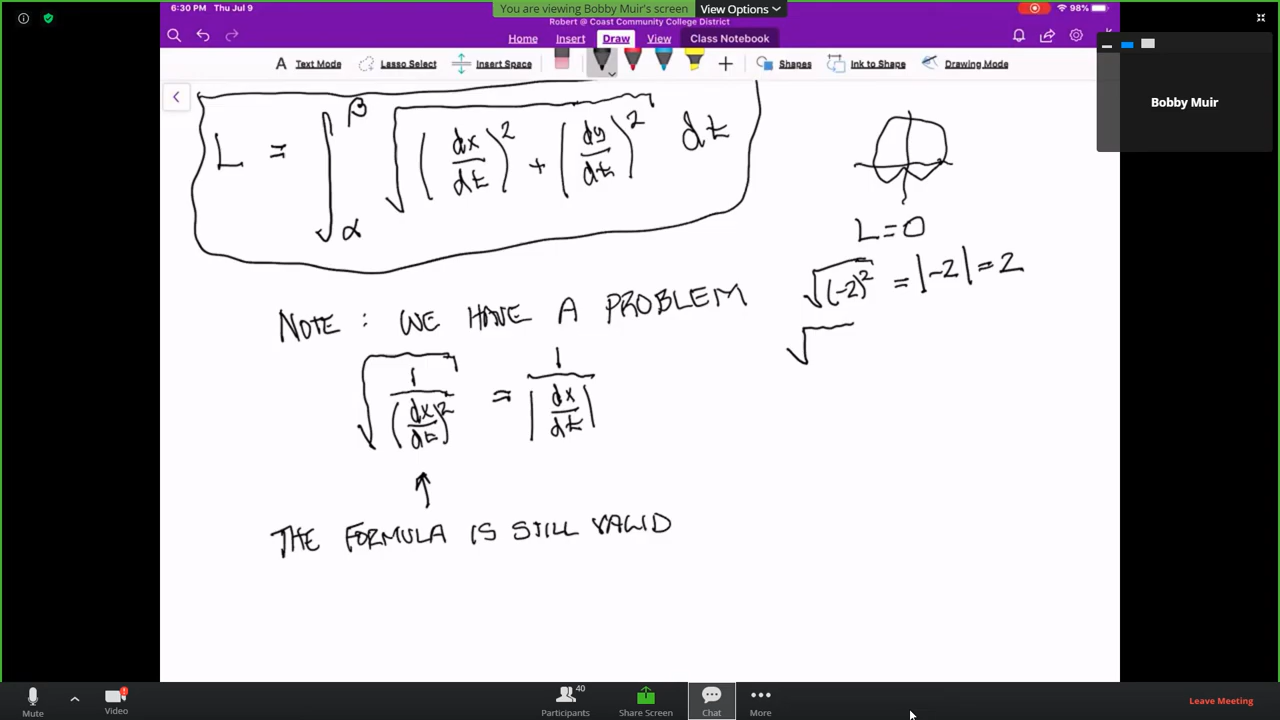 You are viewing Bobby Muir's screen
View Options
6:30 PM Thu Jul 9
98%
Robert @ Coast Community College District
Home Insert Draw View Class Notebook
Text Mode Lasso Select Insert Space Shapes Ink to Shape Drawing Mode
Bobby Muir
L = ∫_α^β √((dx/dt)² + (dy/dt)²) dt
L = 0
√(-2)² = |-2| = 2
√
NOTE : WE HAVE A PROBLEM
√(1/(dx/dt)²) = 1/|dx/dt|
↑
THE FORMULA IS STILL VALID
Mute Video Participants 40 Share Screen Chat More Leave Meeting